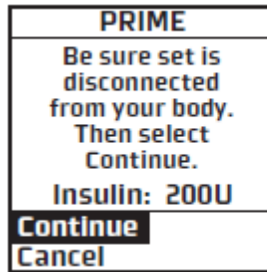 PRIME
Be sure set is
disconnected
from your body.
Then select
Continue.
Insulin: 200U
Continue
Cancel